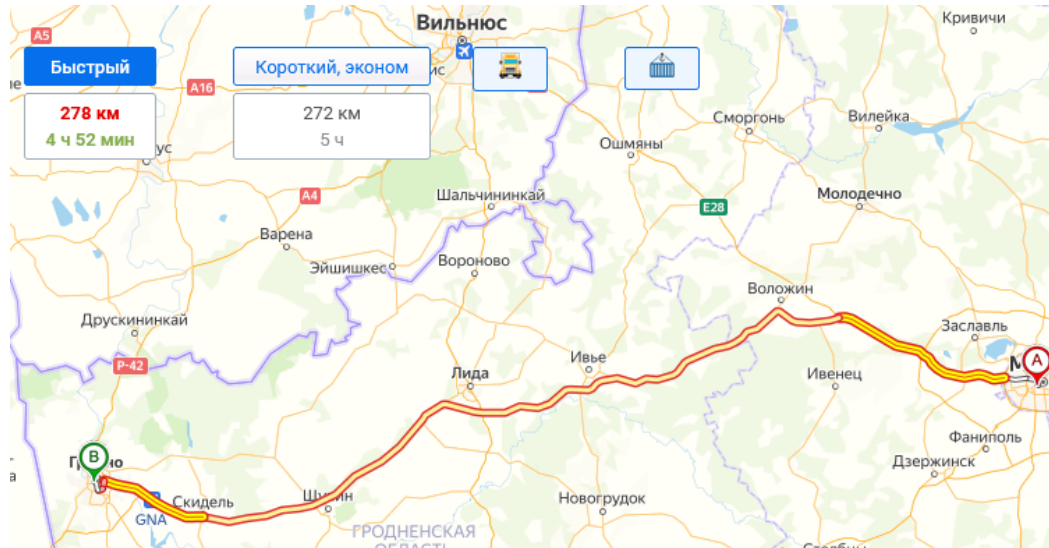 Вильнюс
Кривичи
A5
Быстрый
Короткий, эконом
A16
278 км
4 ч 52 мин
272 км
5 ч
Сморгонь
Вилейка
Ошмяны
Шальчининкай
A4
E28
Молодечно
Варена
Эйшишкес
Вороново
Воложин
Друскининкай
Заславль
P-42
Ивье
Лида
Ивенец
A
B
Фаниполь
Дзержинск
Скидель
GNA
Новогрудок
ГРОДНЕНСКАЯ
ОБЛАСТЬ